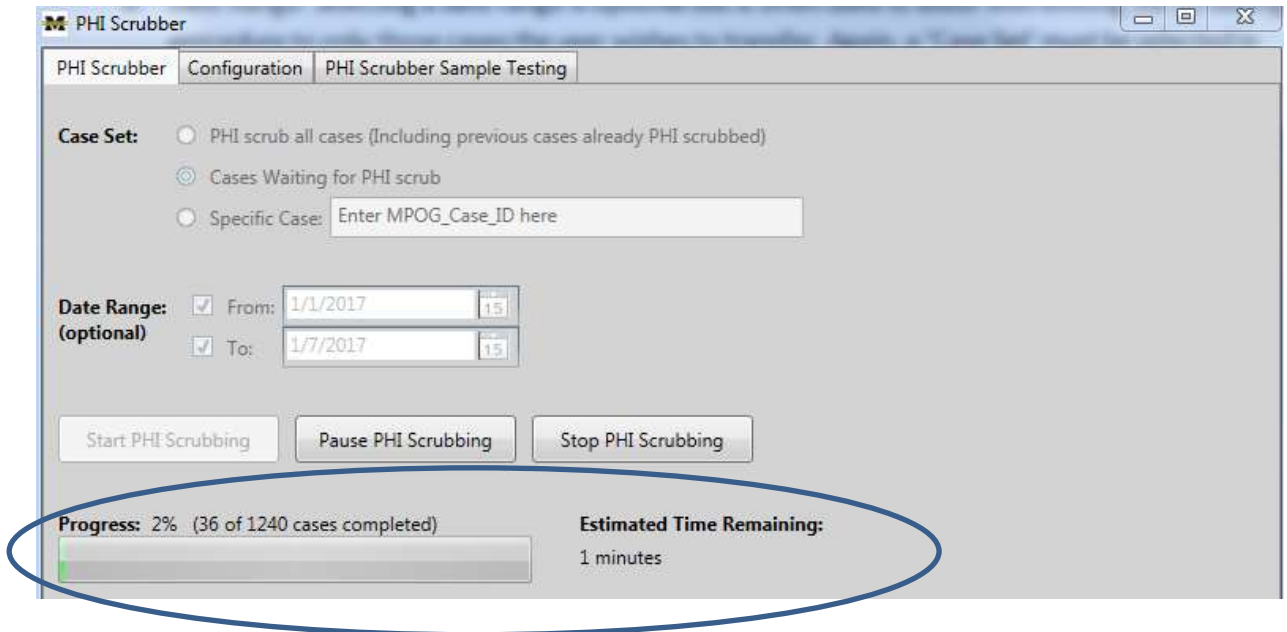 PHI Scrubber
PHI Scrubber Configuration PHI Scrubber Sample Testing
Case Set: PHI scrub all cases (Including previous cases already PHI scrubbed)
Cases Waiting for PHI scrub
Specific Case: Enter MPOG_Case_ID here
Date Range: From: 1/1/2017 15
(optional) To: 1/7/2017 15
Start PHI Scrubbing Pause PHI Scrubbing Stop PHI Scrubbing
Progress: 2% (36 of 1240 cases completed) Estimated Time Remaining:
1 minutes